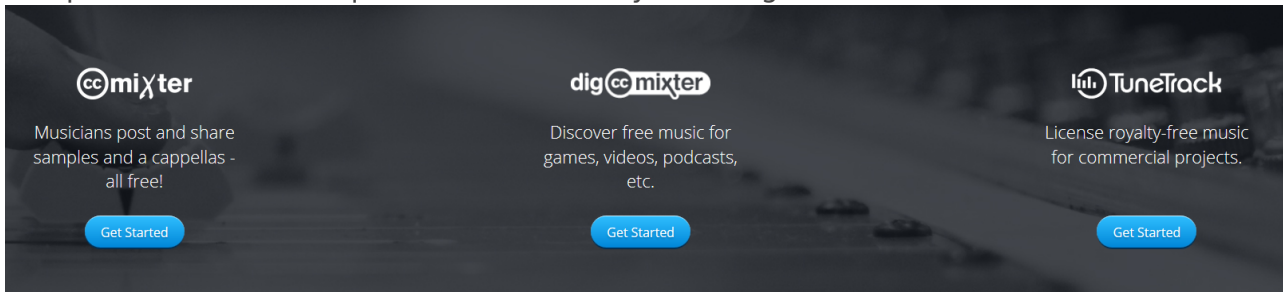 ccmixter
Musicians post and share
samples and a cappellas -
all free!
Get Started
dig ccmixter
Discover free music for
games, videos, podcasts,
etc.
Get Started
TuneTrack
License royalty-free music
for commercial projects.
Get Started